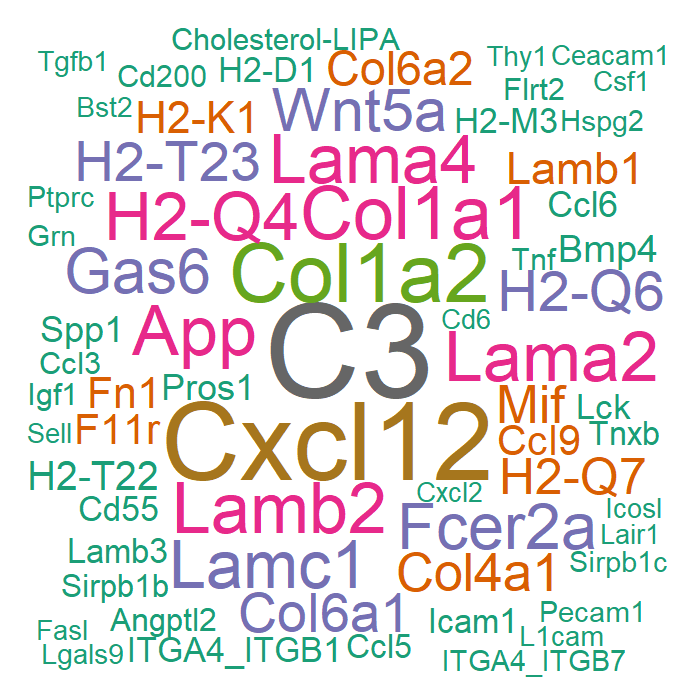 Cholesterol-LIPA
Tgfb1 Cd200 H2-D1 Col6a2 Thy1 Ceacam1
Flrt2 Csf1
Bst2 H2-K1 Wnt5a H2-M3 Hspg2
H2-T23 Lama4 Lamb1
Ptprc H2-Q4 Col1a1 Ccl6
Grn
Gas6 Col1a2 Tnf Bmp4
H2-Q6
Spp1 App C3 Cd6
Ccl3 Lama2
Igf1 Fn1 Pros1 Mif Lck
Sell F11r Cxcl12 Ccl9 Tnxb
H2-T22 H2-Q7
Cd55 Lamb2 Cxcl2 Icosl
Fcer2a Lair1
Lamb3 Lamc1 Sirpb1c
Sirpb1b Col4a1
Angptl2 Col6a1 Icam1 Pecam1
Fasl L1cam
Lgals9 ITGA4_ITGB1 Ccl5 ITGA4_ITGB7